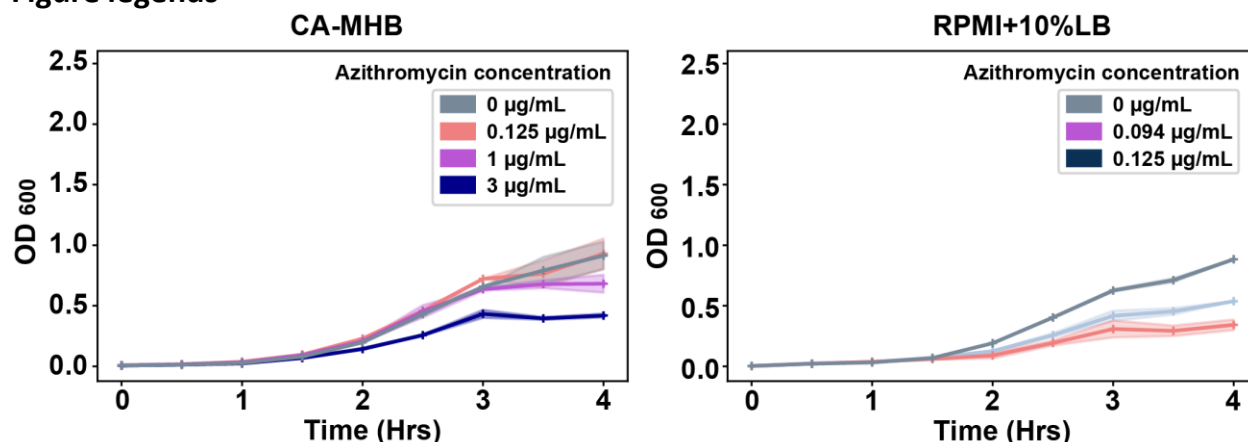 Figure legends
CA-MHB
OD 600
2.5
2.0
1.5
1.0
0.5
0.0
Azithromycin concentration
0 µg/mL
0.125 µg/mL
1 µg/mL
3 µg/mL
0 1 2 3 4
Time (Hrs)
RPMI+10%LB
OD 600
2.5
2.0
1.5
1.0
0.5
0.0
Azithromycin concentration
0 µg/mL
0.094 µg/mL
0.125 µg/mL
0 1 2 3 4
Time (Hrs)